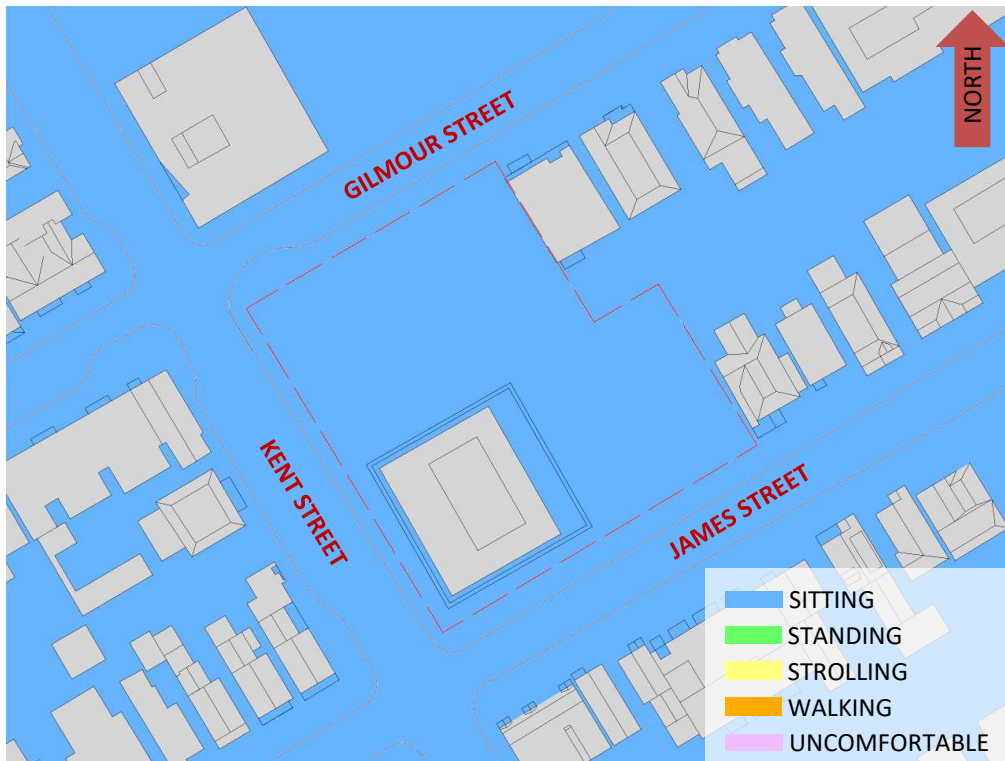 NORTH
GILMOUR STREET
KENT STREET
JAMES STREET
SITTING
STANDING
STROLLING
WALKING
UNCOMFORTABLE